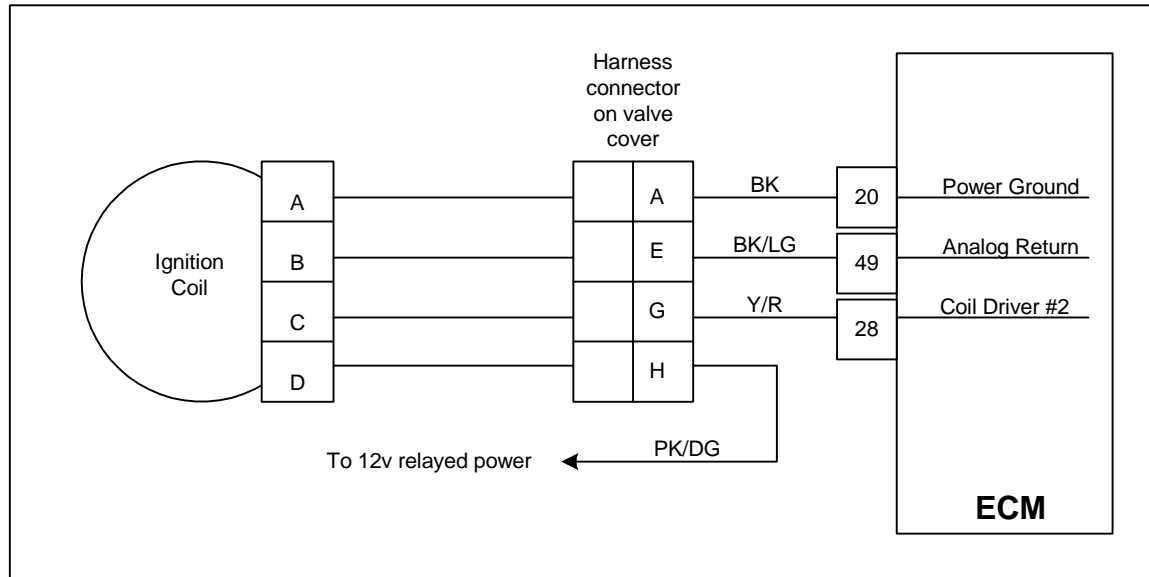 Harness
connector
on valve
cover
Ignition
Coil
A
B
C
D
A
E
G
H
BK
BK/LG
Y/R
20
49
28
Power Ground
Analog Return
Coil Driver #2
PK/DG
To 12v relayed power
ECM